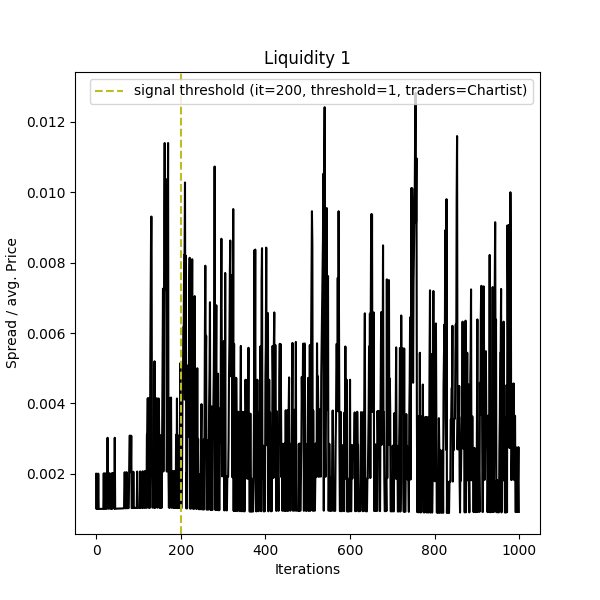 Liquidity 1
signal threshold (it=200, threshold=1, traders=Chartist)
0.012
0.010
0.008
0.006
0.004
0.002
Spread / avg. Price
0 200 400 600 800 1000
Iterations